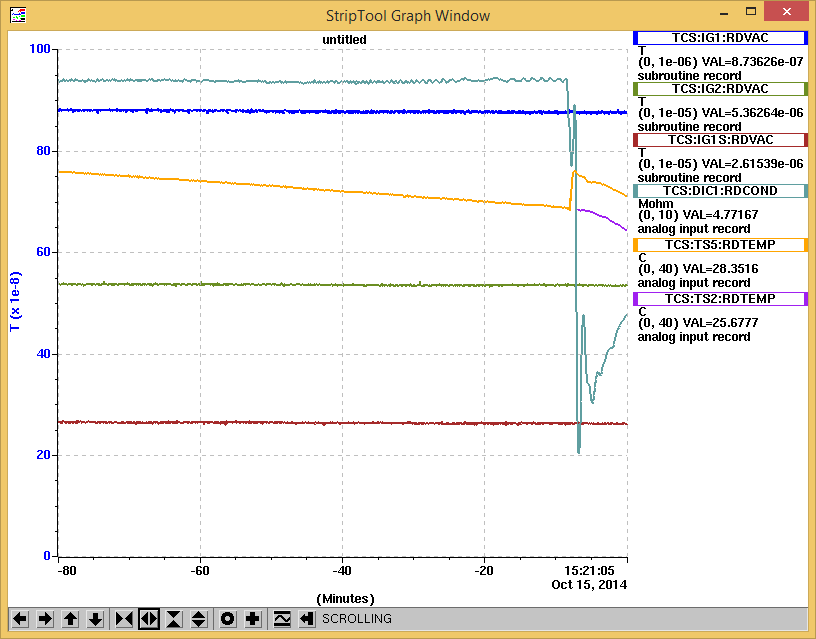 StripTool Graph Window
untitled
100
80
60
40
20
0
T (x 1e-8)
-80
-60
-40
-20
15:21:05
Oct 15, 2014
(Minutes)
TCS:IG1:RDVAC
T
(0, 1e-06) VAL=8.73626e-07
subroutine record
TCS:IG2:RDVAC
T
(0, 1e-05) VAL=5.36264e-06
subroutine record
TCS:IG1S:RDVAC
T
(0, 1e-05) VAL=2.61539e-06
subroutine record
TCS:DIC1:RDCOND
Mohm
(0, 10) VAL=4.77167
analog input record
TCS:TS5:RDTEMP
C
(0, 40) VAL=28.3516
analog input record
TCS:TS2:RDTEMP
C
(0, 40) VAL=25.6777
analog input record
SCROLLING